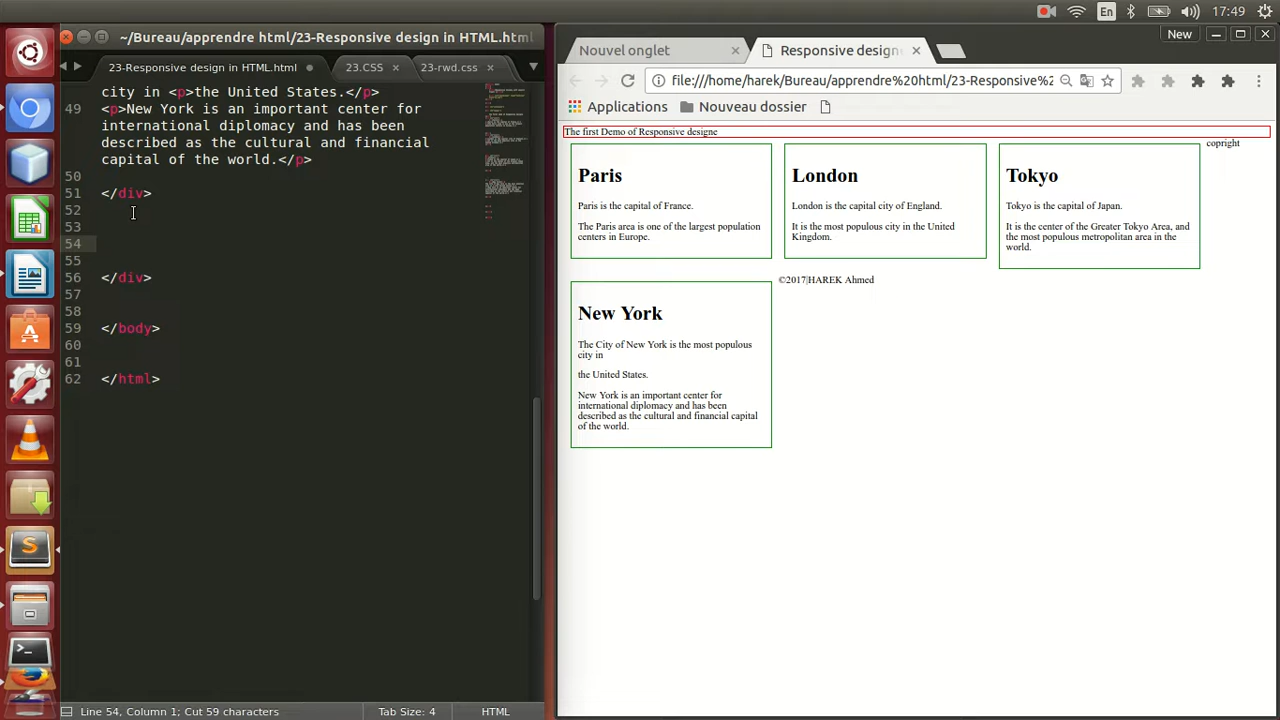 En
17:49
~/Bureau/apprendre html/23-Responsive design in HTML.html
New
23-Responsive design in HTML.html
23.CSS
23-rwd.css
Nouvel onglet
Responsive designe
file:///home/harek/Bureau/apprendre%20html/23-Responsive%2
Applications
Nouveau dossier
city in <p>the United States.</p>
49 <p>New York is an important center for
international diplomacy and has been
described as the cultural and financial
capital of the world.</p>
50
51 </div>
52
53
54
55
56 </div>
57
58
59 </body>
60
61
62 </html>
The first Demo of Responsive designe
copright
Paris
Paris is the capital of France.
The Paris area is one of the largest population
centers in Europe.
London
London is the capital city of England.
It is the most populous city in the United
Kingdom.
Tokyo
Tokyo is the capital of Japan.
It is the center of the Greater Tokyo Area, and
the most populous metropolitan area in the
world.
©2017|HAREK Ahmed
New York
The City of New York is the most populous
city in
the United States.
New York is an important center for
international diplomacy and has been
described as the cultural and financial capital
of the world.
Line 54, Column 1; Cut 59 characters
Tab Size: 4
HTML